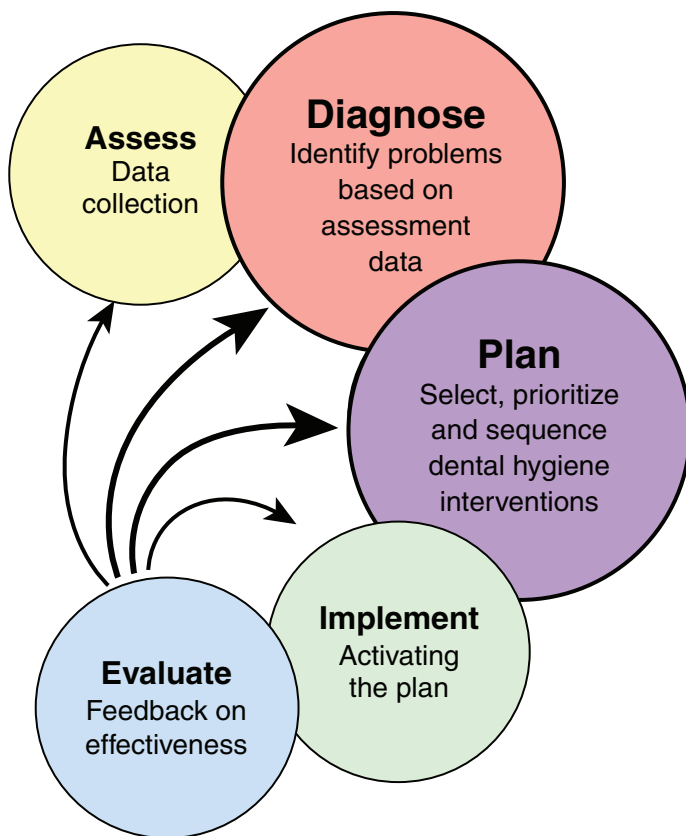 Assess
Data
collection
Diagnose
Identify problems
based on
assessment
data
Plan
Select, prioritize
and sequence
dental hygiene
interventions
Implement
Activating
the plan
Evaluate
Feedback on
effectiveness